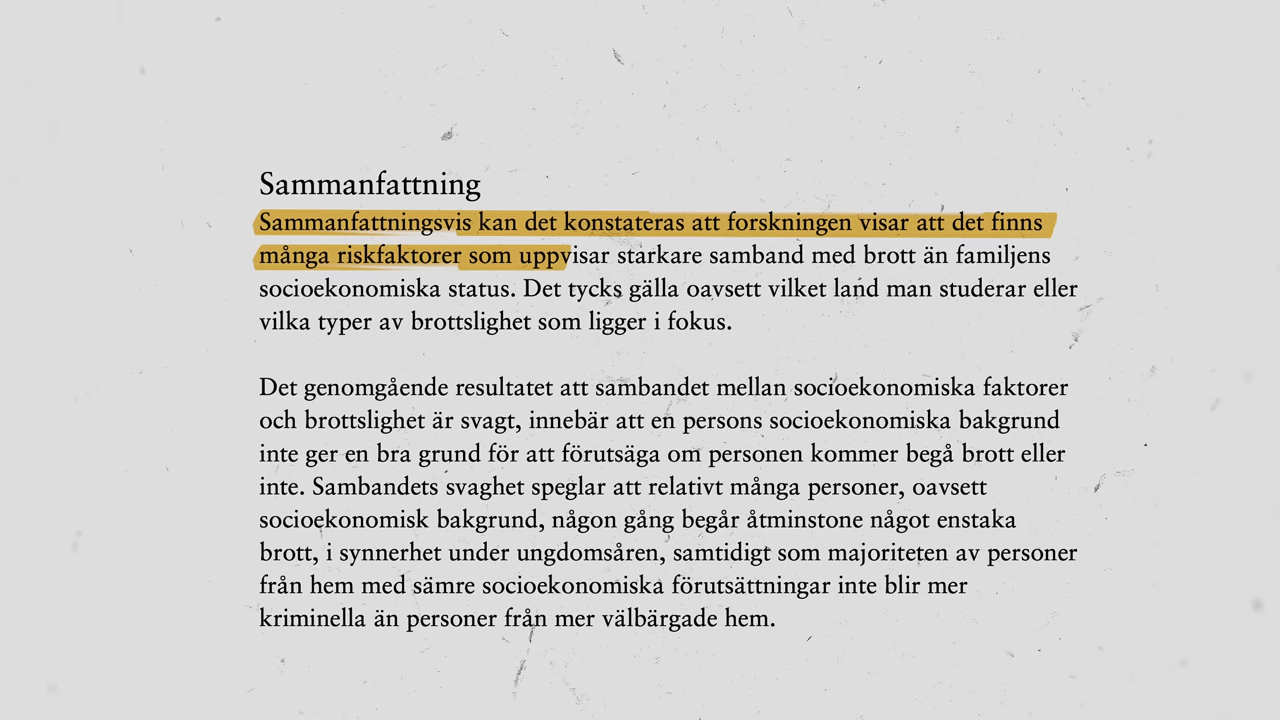 Sammanfattning
Sammanfattningsvis kan det konstateras att forskningen visar att det finns
många riskfaktorer som uppvisar starkare samband med brott än familjens
socioekonomiska status. Det tycks gälla oavsett vilket land man studerar eller
vilka typer av brottslighet som ligger i fokus.
Det genomgående resultatet att sambandet mellan socioekonomiska faktorer
och brottslighet är svagt, innebär att en persons socioekonomiska bakgrund
inte ger en bra grund för att förutsäga om personen kommer begå brott eller
inte. Sambandets svaghet speglar att relativt många personer, oavsett
socioekonomisk bakgrund, någon gång begår åtminstone något enstaka
brott, i synnerhet under ungdomsåren, samtidigt som majoriteten av personer
från hem med sämre socioekonomiska förutsättningar inte blir mer
kriminella än personer från mer välbärgade hem.